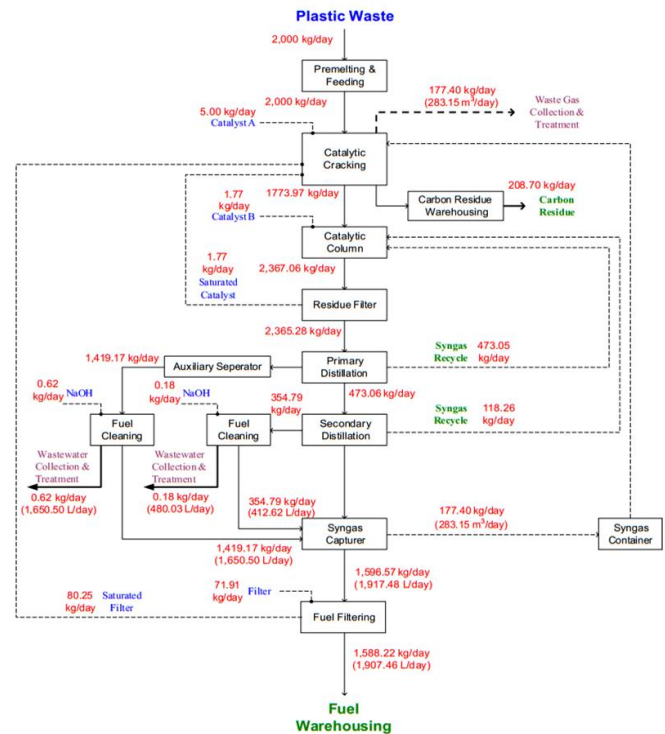 Plastic Waste
2,000 kg/day
Premelting &
Feeding
2,000 kg/day
5.00 kg/day
Catalyst A
177.40 kg/day
(283.15 m³/day)
Waste Gas
Collection &
Treatment
Catalytic
Cracking
1773.97 kg/day
Carbon Residue
Warehousing
208.70 kg/day
Carbon
Residue
1.77
kg/day
Catalyst B
Catalytic
Column
1.77
kg/day
Saturated
Catalyst
2,367.06 kg/day
Residue Filter
2,365.28 kg/day
1,419.17 kg/day
Auxiliary Seperator
Primary
Distillation
Syngas
Recycle
473.05
kg/day
473.06 kg/day
0.62
kg/day
NaOH
0.18
kg/day
NaOH
354.79
kg/day
Syngas
Recycle
118.26
kg/day
Fuel
Cleaning
Fuel
Cleaning
Secondary
Distillation
Wastewater
Collection &
Treatment
0.62 kg/day
(1,650.50 L/day)
Wastewater
Collection &
Treatment
0.18 kg/day
(480.03 L/day)
354.79 kg/day
(412.62 L/day)
Syngas
Capturer
177.40 kg/day
(283.15 m³/day)
Syngas
Container
1,419.17 kg/day
(1,650.50 L/day)
1,596.57 kg/day
(1,917.48 L/day)
80.25
kg/day
Saturated
Filter
71.91
kg/day
Filter
Fuel Filtering
1,588.22 kg/day
(1,907.46 L/day)
Fuel
Warehousing